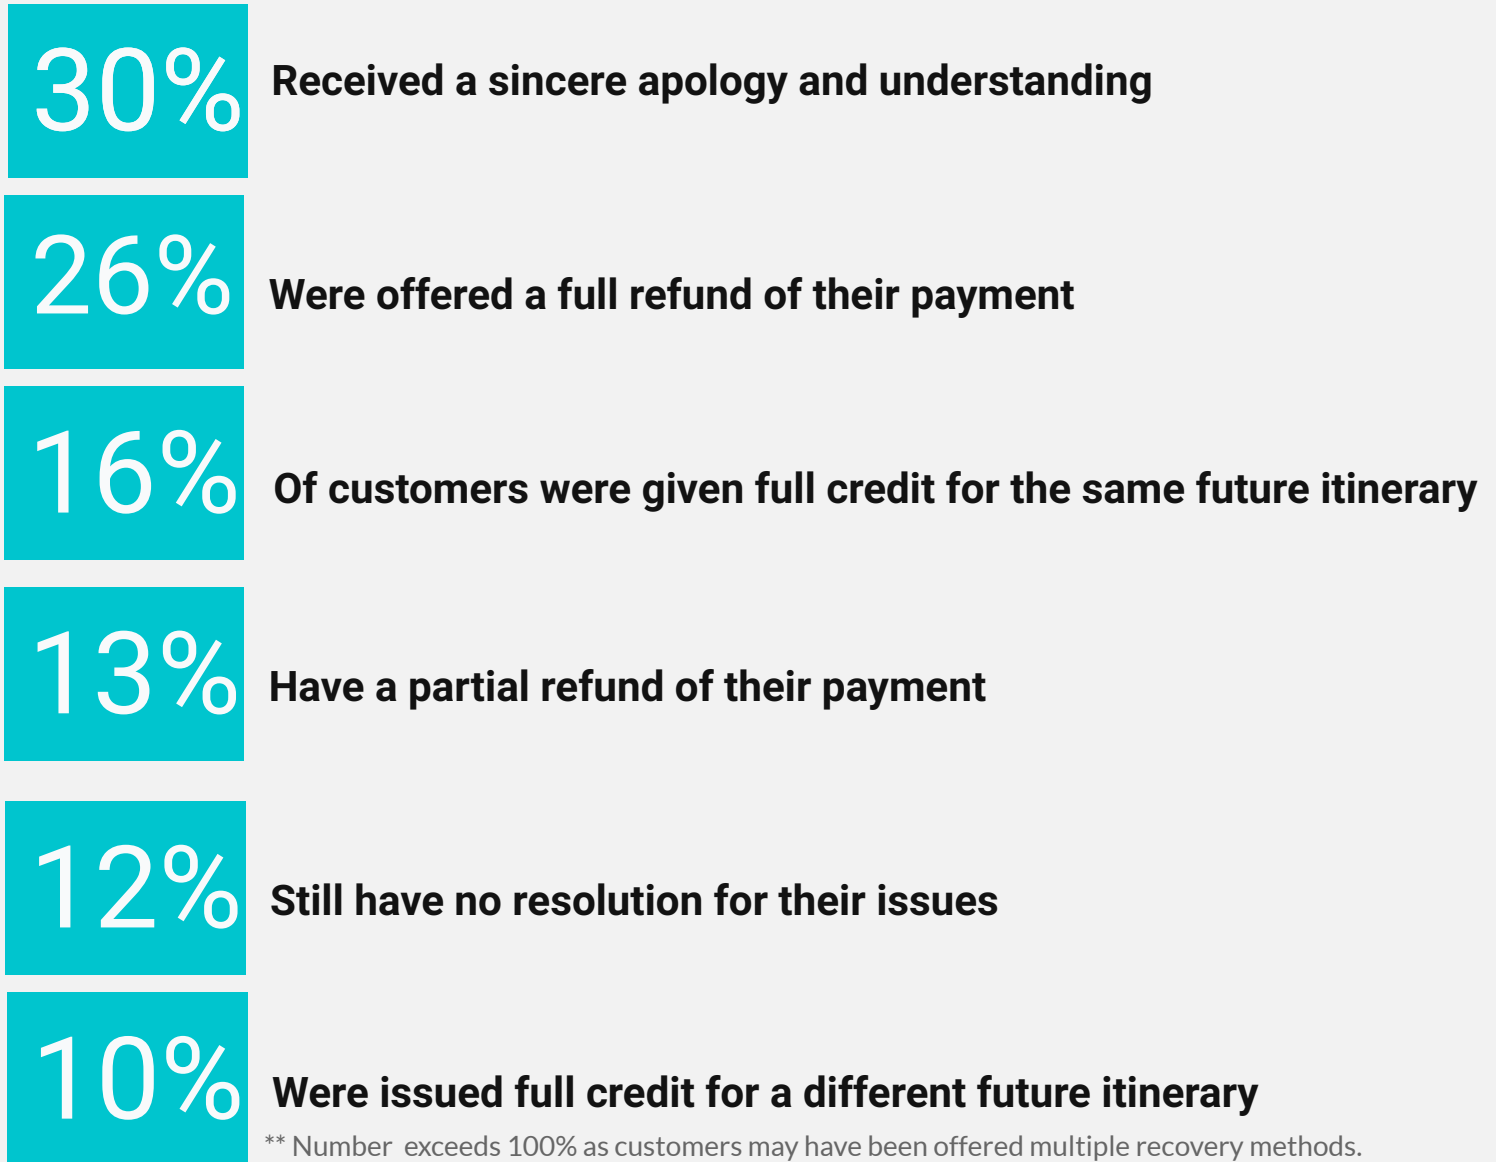 30% Received a sincere apology and understanding
26% Were offered a full refund of their payment
16% Of customers were given full credit for the same future itinerary
13% Have a partial refund of their payment
12% Still have no resolution for their issues
10% Were issued full credit for a different future itinerary
** Number exceeds 100% as customers may have been offered multiple recovery methods.